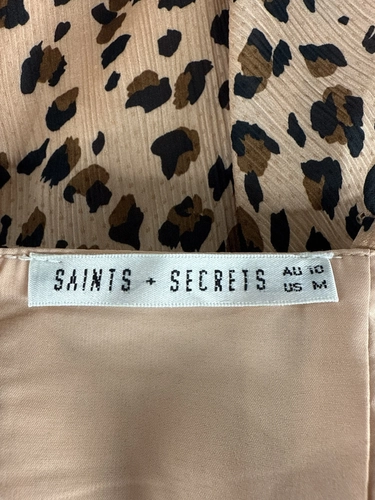 SAINTS + SECRETS AU 10
US M